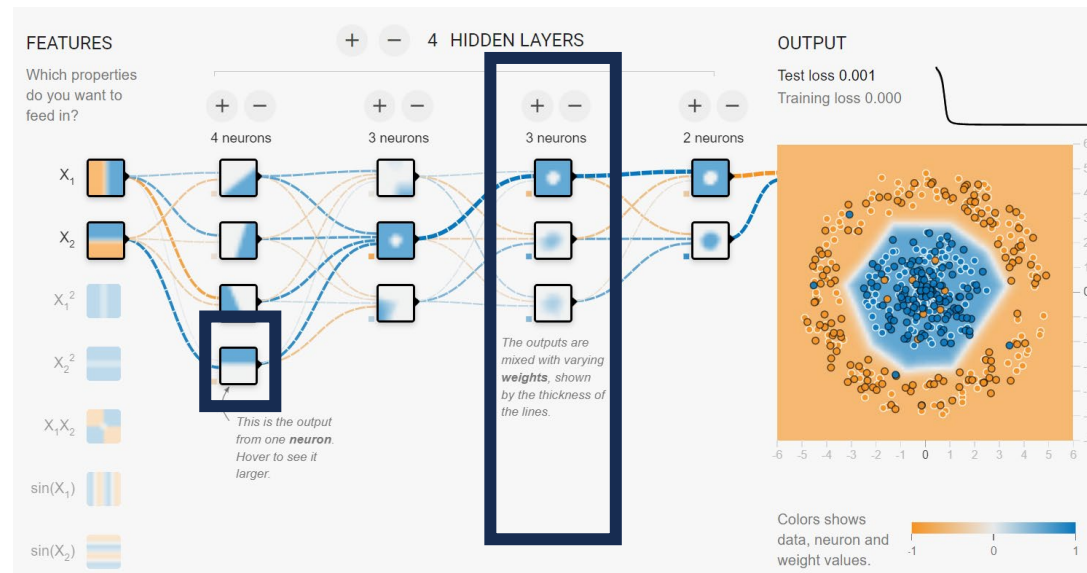 FEATURES
Which properties
do you want to
feed in?
X₁
X₂
X₁²
X₂²
X₁X₂
sin(X₁)
sin(X₂)
+ − 4 HIDDEN LAYERS
+ −
4 neurons
+ −
3 neurons
+ −
3 neurons
+ −
2 neurons
This is the output
from one neuron.
Hover to see it
larger.
The outputs are
mixed with varying
weights, shown
by the thickness of
the lines.
OUTPUT
Test loss 0.001
Training loss 0.000
-6 -5 -4 -3 -2 -1 0 1 2 3 4 5 6
Colors shows
data, neuron and
weight values.
-1 0 1